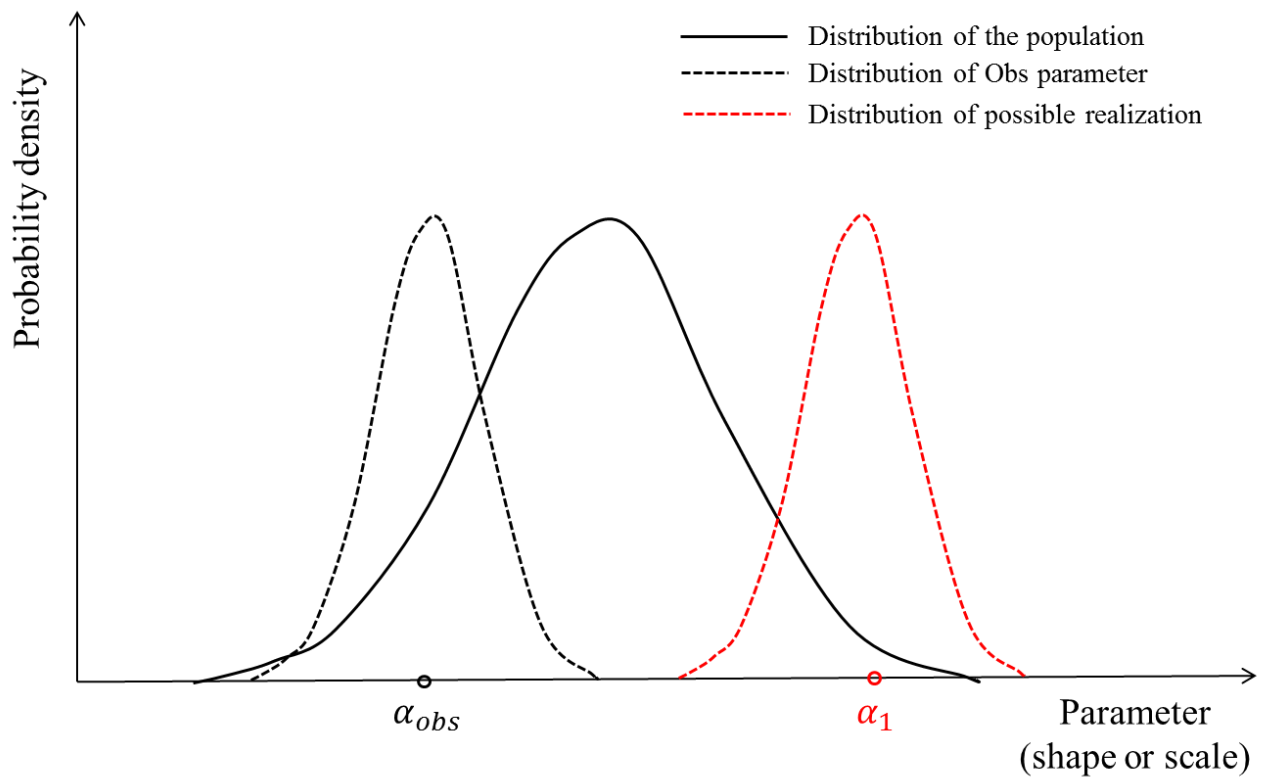 Distribution of the population
Distribution of Obs parameter
Distribution of possible realization
Probability density
α_obs
α_1
Parameter
(shape or scale)